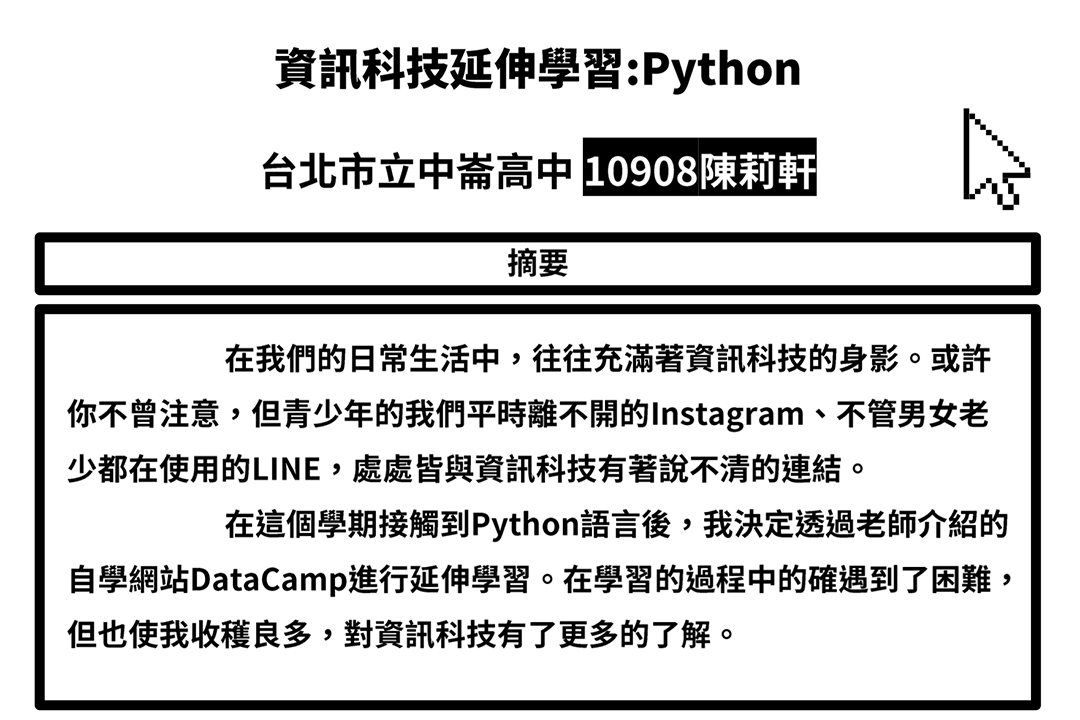 資訊科技延伸學習:Python
台北市立中崙高中 10908陳莉軒
摘要
在我們的日常生活中，往往充滿著資訊科技的身影。或許
你不曾注意，但青少年的我們平時離不開的Instagram、不管男女老
少都在使用的LINE，處處皆與資訊科技有著說不清的連結。
在這個學期接觸到Python語言後，我決定透過老師介紹的
自學網站DataCamp進行延伸學習。在學習的過程中的確遇到了困難，
但也使我收穫良多，對資訊科技有了更多的了解。